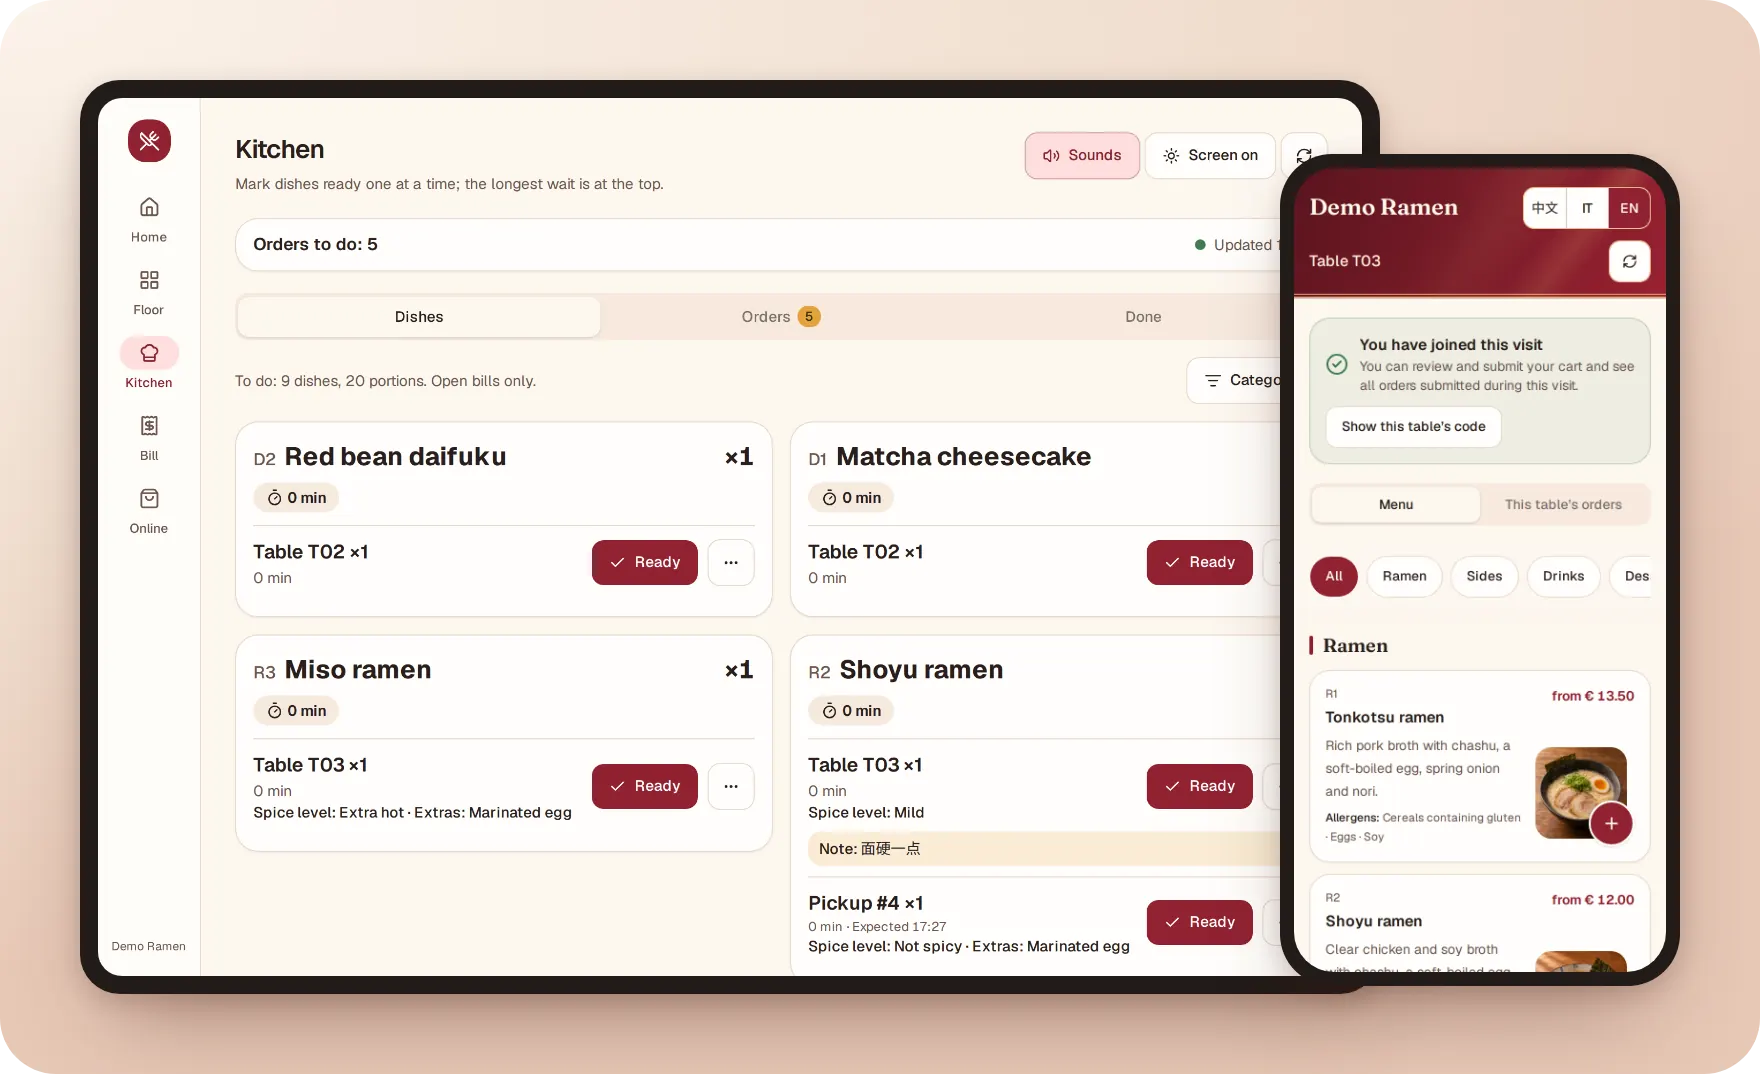 Kitchen
Mark dishes ready one at a time; the longest wait is at the top.
Sounds
Screen on
Home
Floor
Kitchen
Bill
Online
Demo Ramen
Orders to do: 5
Updated
Dishes
Orders 5
Done
To do: 9 dishes, 20 portions. Open bills only.
Catego
D2 Red bean daifuku ×1
0 min
Table T02 ×1
0 min
Ready
D1 Matcha cheesecake
0 min
Table T02 ×1
0 min
Ready
R3 Miso ramen ×1
0 min
Table T03 ×1
0 min
Spice level: Extra hot · Extras: Marinated egg
Ready
R2 Shoyu ramen
0 min
Table T03 ×1
0 min
Spice level: Mild
Ready
Note: 面硬一点
Pickup #4 ×1
0 min · Expected 17:27
Spice level: Not spicy · Extras: Marinated egg
Ready
Demo Ramen
中文 IT EN
Table T03
You have joined this visit
You can review and submit your cart and see
all orders submitted during this visit.
Show this table's code
Menu
This table's orders
All
Ramen
Sides
Drinks
Des
Ramen
R1
from € 13.50
Tonkotsu ramen
Rich pork broth with chashu, a
soft-boiled egg, spring onion
and nori.
Allergens: Cereals containing gluten
· Eggs · Soy
R2
from € 12.00
Shoyu ramen
Clear chicken and soy broth
with chashu, a soft-boiled egg,